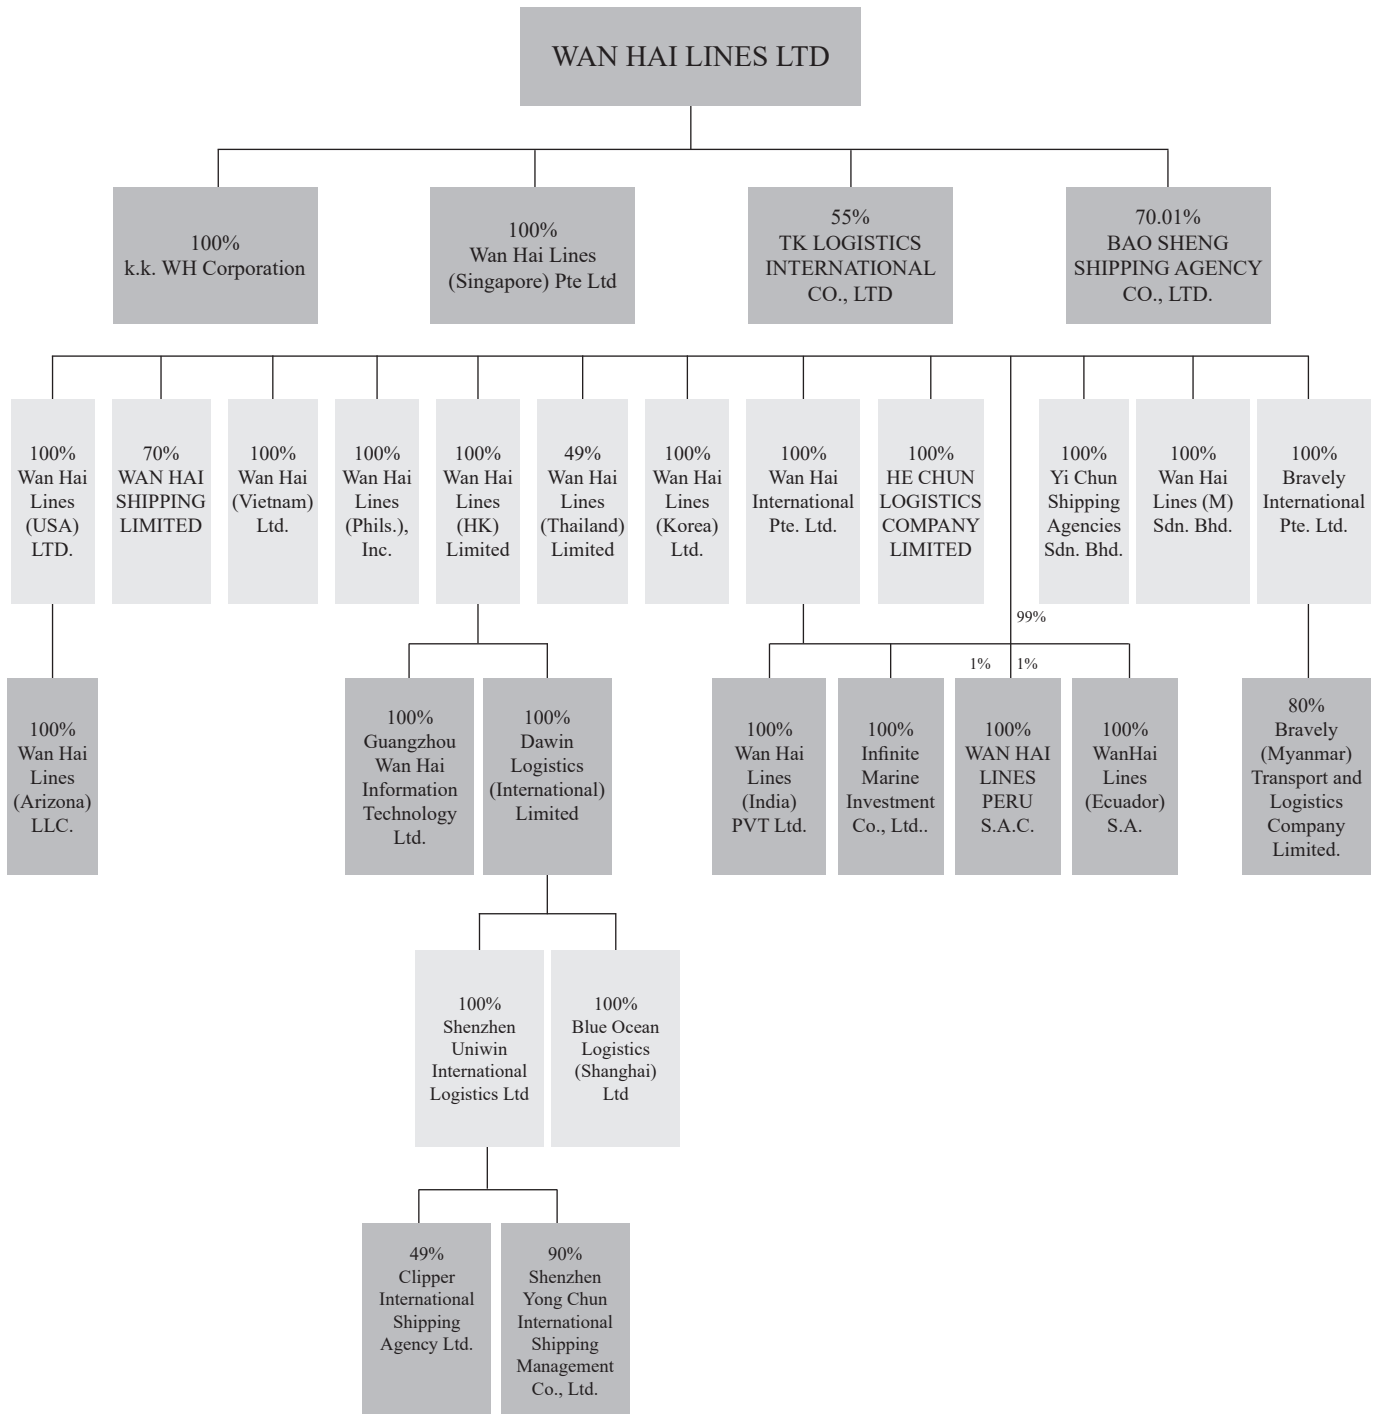 WAN HAI LINES LTD
100%
k.k. WH Corporation
100%
Wan Hai Lines
(Singapore) Pte Ltd
55%
TK LOGISTICS
INTERNATIONAL
CO., LTD
70.01%
BAO SHENG
SHIPPING AGENCY
CO., LTD.
100%
Wan Hai
Lines
(USA)
LTD.
70%
WAN HAI
SHIPPING
LIMITED
100%
Wan Hai
(Vietnam)
Ltd.
100%
Wan Hai
Lines
(Phils.),
Inc.
100%
Wan Hai
Lines
(HK)
Limited
49%
Wan Hai
Lines
(Thailand)
Limited
100%
Wan Hai
Lines
(Korea)
Ltd.
100%
Wan Hai
International
Pte. Ltd.
100%
HE CHUN
LOGISTICS
COMPANY
LIMITED
100%
Yi Chun
Shipping
Agencies
Sdn. Bhd.
100%
Wan Hai
Lines (M)
Sdn. Bhd.
100%
Bravely
International
Pte. Ltd.
99%
1%
1%
100%
Wan Hai
Lines
(Arizona)
LLC.
100%
Guangzhou
Wan Hai
Information
Technology
Ltd.
100%
Dawin
Logistics
(International)
Limited
100%
Wan Hai
Lines
(India)
PVT Ltd.
100%
Infinite
Marine
Investment
Co., Ltd..
100%
WAN HAI
LINES
PERU
S.A.C.
100%
WanHai
Lines
(Ecuador)
S.A.
80%
Bravely
(Myanmar)
Transport and
Logistics
Company
Limited.
100%
Shenzhen
Uniwin
International
Logistics Ltd
100%
Blue Ocean
Logistics
(Shanghai)
Ltd
49%
Clipper
International
Shipping
Agency Ltd.
90%
Shenzhen
Yong Chun
International
Shipping
Management
Co., Ltd.